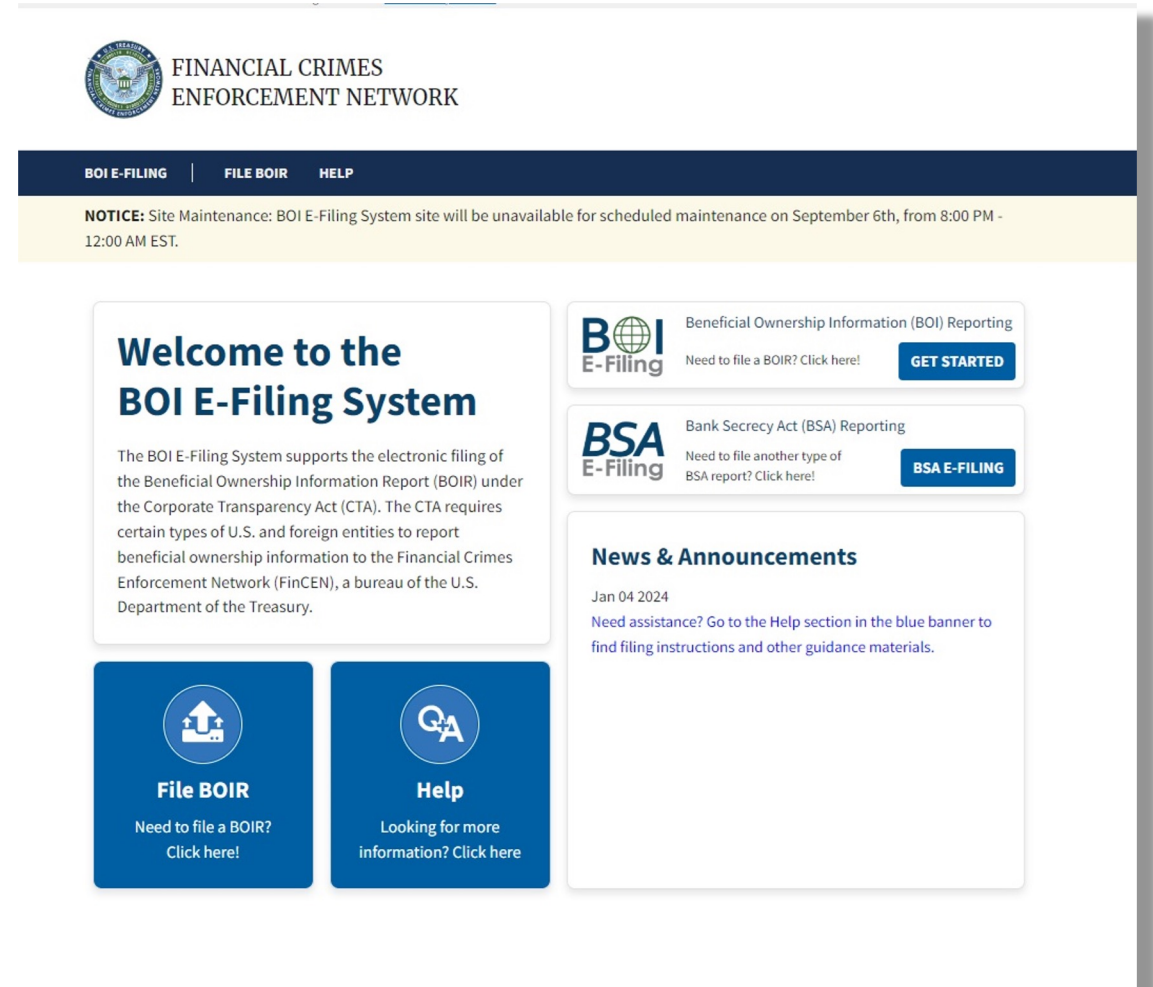 FINANCIAL CRIMES
ENFORCEMENT NETWORK
BOI E-FILING
FILE BOIR
HELP
NOTICE: Site Maintenance: BOI E-Filing System site will be unavailable for scheduled maintenance on September 6th, from 8:00 PM -
12:00 AM EST.
Welcome to the
BOI E-Filing System
The BOI E-Filing System supports the electronic filing of
the Beneficial Ownership Information Report (BOIR) under
the Corporate Transparency Act (CTA). The CTA requires
certain types of U.S. and foreign entities to report
beneficial ownership information to the Financial Crimes
Enforcement Network (FinCEN), a bureau of the U.S.
Department of the Treasury.
File BOIR
Need to file a BOIR?
Click here!
Q+A
Help
Looking for more
information? Click here
BOI
E-Filing
Beneficial Ownership Information (BOI) Reporting
Need to file a BOIR? Click here!
GET STARTED
BSA
E-Filing
Bank Secrecy Act (BSA) Reporting
Need to file another type of
BSA report? Click here!
BSA E-FILING
News & Announcements
Jan 04 2024
Need assistance? Go to the Help section in the blue banner to
find filing instructions and other guidance materials.